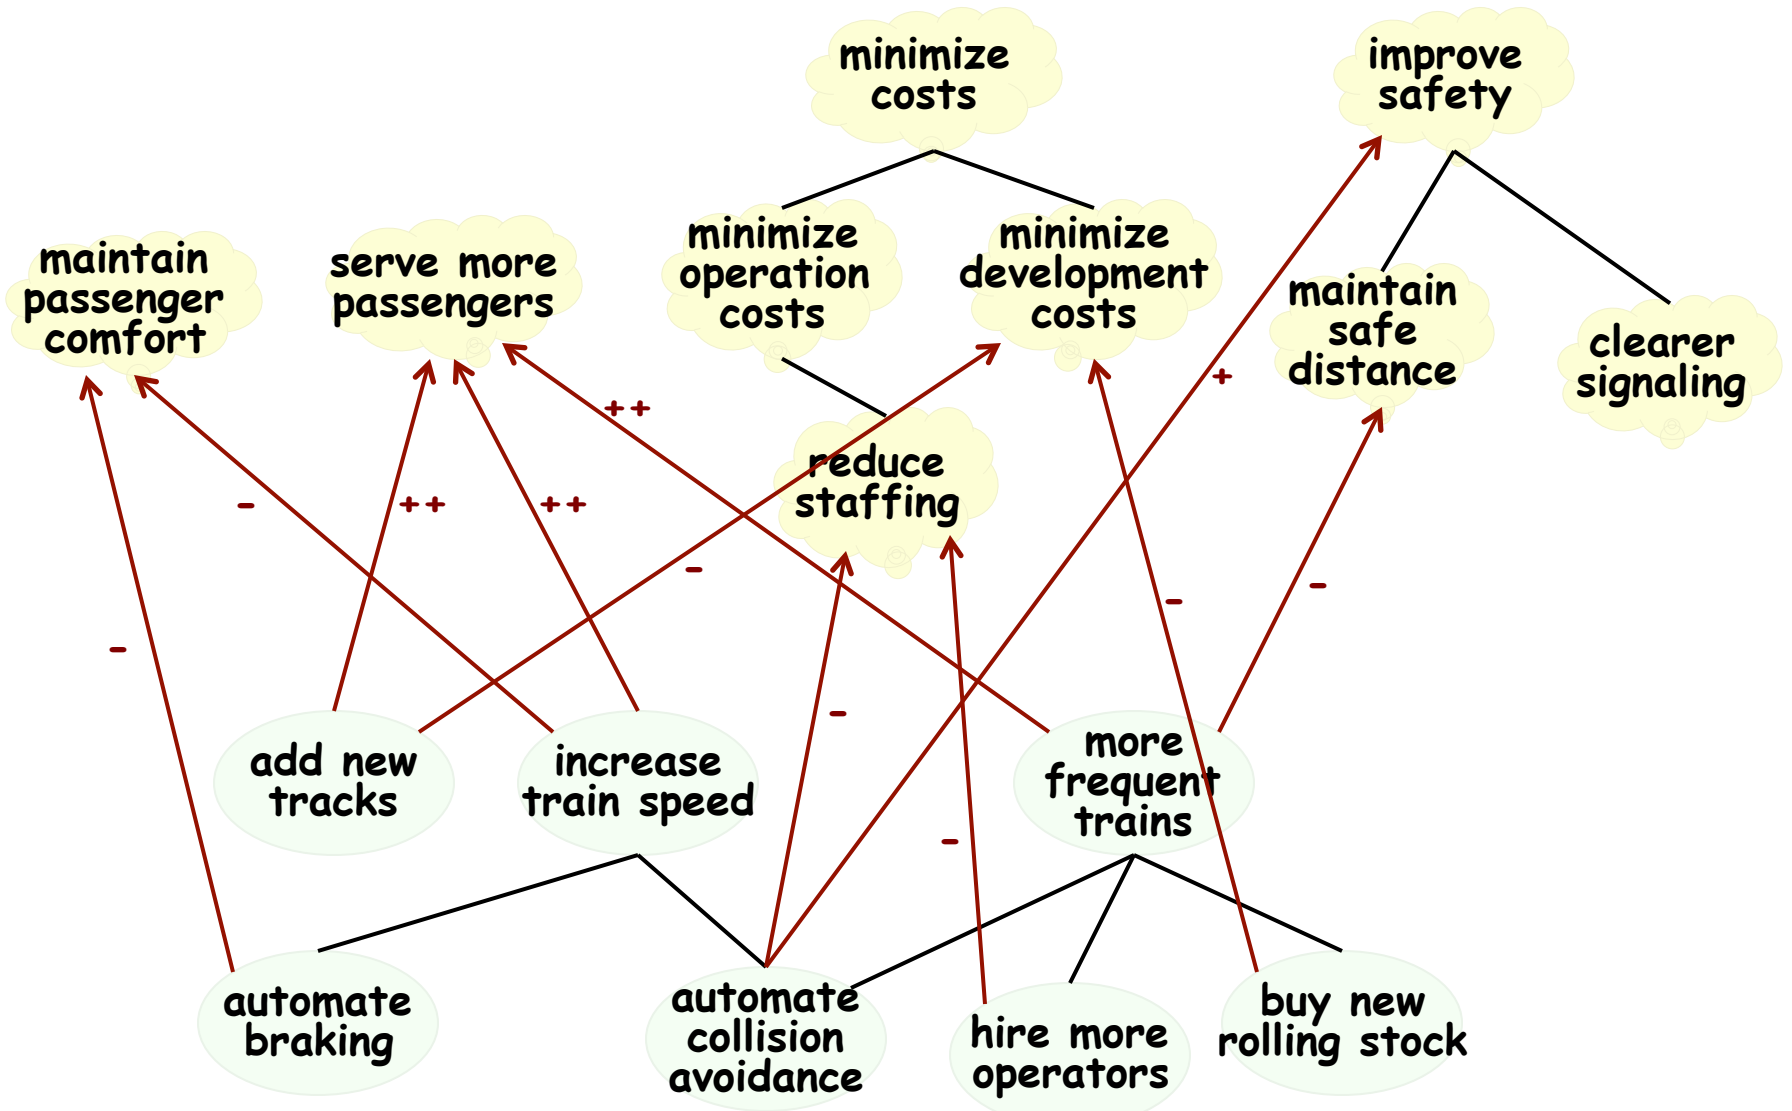 minimize
costs
improve
safety
maintain
passenger
comfort
serve more
passengers
minimize
operation
costs
minimize
development
costs
maintain
safe
distance
clearer
signaling
+
++
reduce
staffing
-
++
++
-
-
-
-
-
-
add new
tracks
increase
train speed
more
frequent
trains
-
automate
braking
automate
collision
avoidance
hire more
operators
buy new
rolling stock